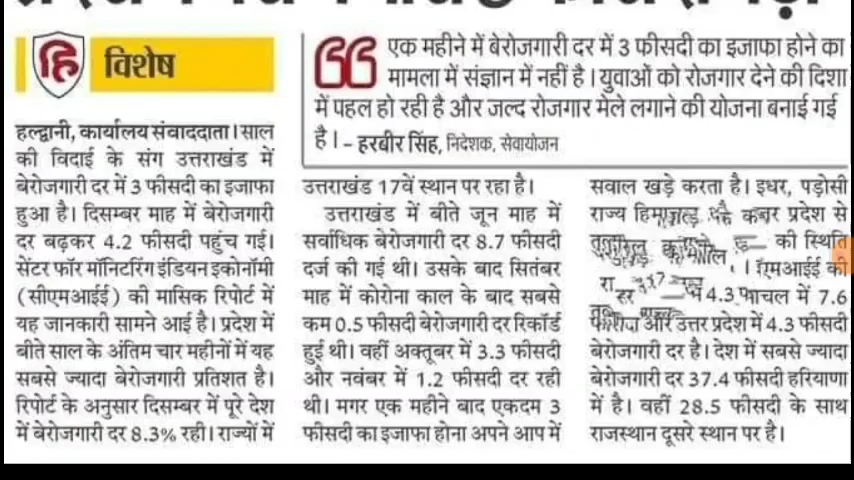 हि विशेष
एक महीने में बेरोजगारी दर में 3 फीसदी का इजाफा होने का
मामला में संज्ञान में नहीं है। युवाओं को रोजगार देने की दिशा
में पहल हो रही है और जल्द रोजगार मेले लगाने की योजना बनाई गई
है। - हरबीर सिंह, निदेशक, सेवायोजन
हल्द्वानी, कार्यालय संवाददाता। साल
की विदाई के संग उत्तराखंड में
बेरोजगारी दर में 3 फीसदी का इजाफा
हुआ है। दिसम्बर माह में बेरोजगारी
दर बढ़कर 4.2 फीसदी पहुंच गई।
सेंटर फॉर मॉनिटरिंग इंडियन इकोनॉमी
(सीएमआईई) की मासिक रिपोर्ट में
यह जानकारी सामने आई है। प्रदेश में
बीते साल के अंतिम चार महीनों में यह
सबसे ज्यादा बेरोजगारी प्रतिशत है।
रिपोर्ट के अनुसार दिसम्बर में पूरे देश
में बेरोजगारी दर 8.3% रही। राज्यों में
उत्तराखंड 17वें स्थान पर रहा है।
उत्तराखंड में बीते जून माह में
सर्वाधिक बेरोजगारी दर 8.7 फीसदी
दर्ज की गई थी। उसके बाद सितंबर
माह में कोरोना काल के बाद सबसे
कम 0.5 फीसदी बेरोजगारी दर रिकॉर्ड
हुई थी। वहीं अक्तूबर में 3.3 फीसदी
और नवंबर में 1.2 फीसदी दर रही
थी। मगर एक महीने बाद एकदम 3
फीसदी का इजाफा होना अपने आप में
सवाल खड़े करता है। इधर, पड़ोसी
राज्य प्रदेश से
की स्थिति
की
4.3 7.6
और उत्तर प्रदेश में 4.3 फीसदी
बेरोजगारी दर है। देश में सबसे ज्यादा
बेरोजगारी दर 37.4 फीसदी हरियाणा
में है। वहीं 28.5 फीसदी के साथ
राजस्थान दूसरे स्थान पर है।